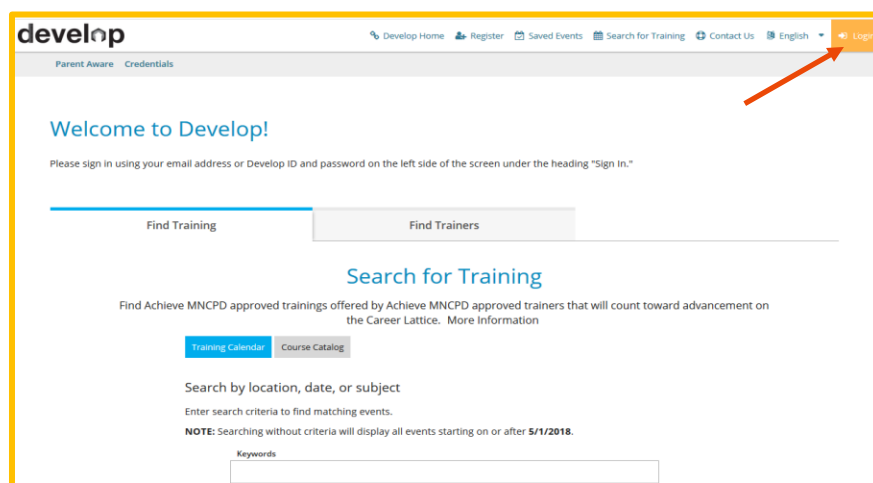 develop
Develop Home Register Saved Events Search for Training Contact Us English Login
Parent Aware Credentials
Welcome to Develop!
Please sign in using your email address or Develop ID and password on the left side of the screen under the heading "Sign In."
Find Training Find Trainers
Search for Training
Find Achieve MNCPD approved trainings offered by Achieve MNCPD approved trainers that will count toward advancement on
the Career Lattice. More Information
Training Calendar Course Catalog
Search by location, date, or subject
Enter search criteria to find matching events.
NOTE: Searching without criteria will display all events starting on or after 5/1/2018.
Keywords